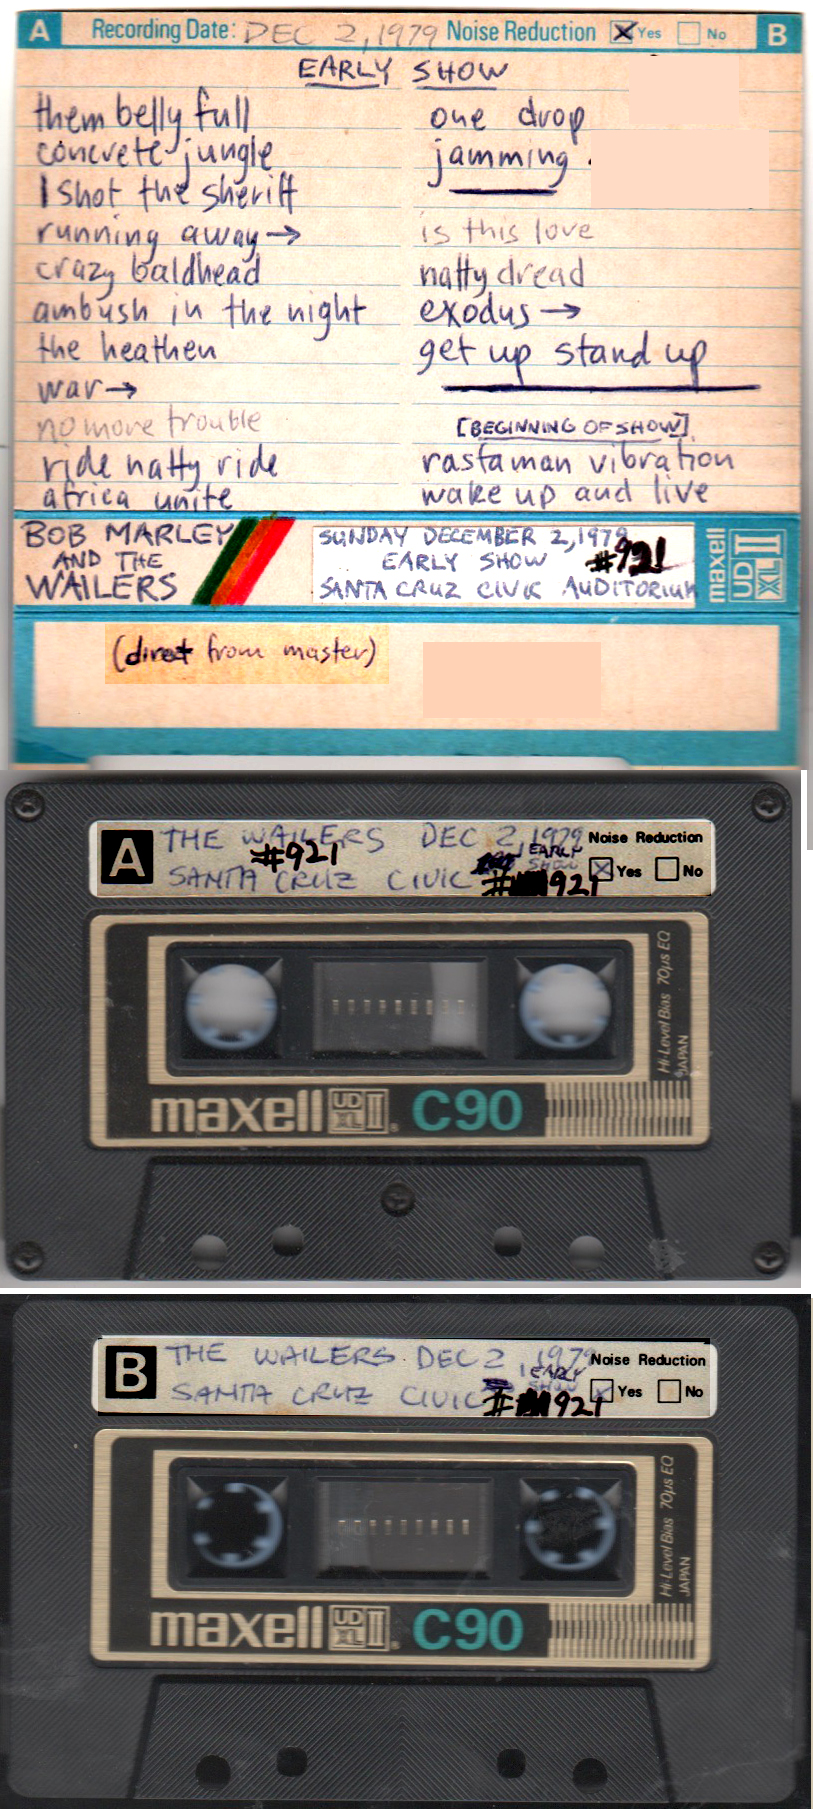 A Recording Date: DEC 2, 1979 Noise Reduction Yes No B
EARLY SHOW
them belly full
concrete jungle
I shot the sheriff
running away →
crazy baldhead
ambush in the night
the heathen
war →
no more trouble
ride natty ride
africa unite
one drop
jamming
is this love
natty dread
exodus →
get up stand up
[BEGINNING OF SHOW]
rastaman vibration
wake up and live
BOB MARLEY
AND THE
WAILERS
SUNDAY DECEMBER 2, 1979
EARLY SHOW #921
SANTA CRUZ CIVIC AUDITORIUM
maxell
UD XL II
(direct from master)
A THE WAILERS DEC 2 1979 Noise Reduction
#921 EARLY SHOW
SANTA CRUZ CIVIC #921 Yes No
Hi-Level Bias 70µs EQ
JAPAN
maxell UD XL II C90
B THE WAILERS DEC 2 1979 Noise Reduction
EARLY SHOW
SANTA CRUZ CIVIC #921 Yes No
Hi-Level Bias 70µs EQ
JAPAN
maxell UD XL II C90